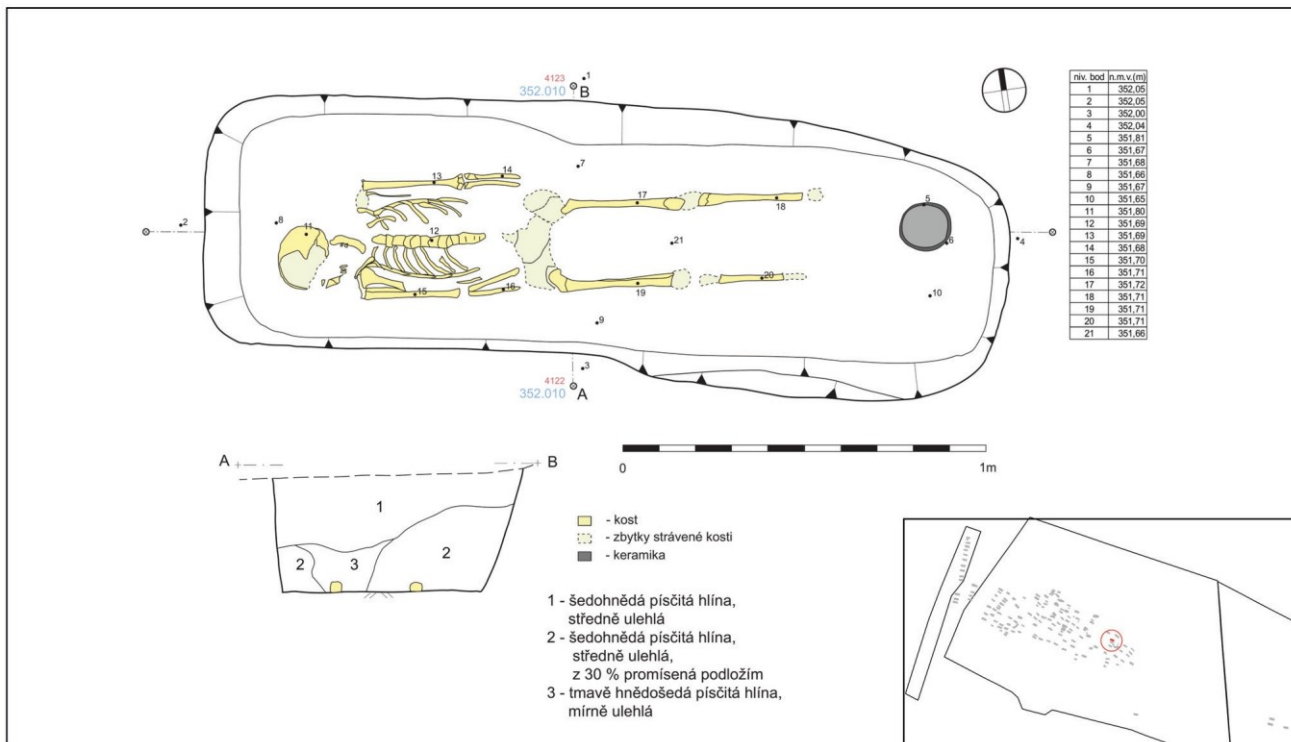 4123
352.010
1
B
niv. bod n.m.v.(m)
1 352,05
2 352,05
3 352,00
4 352,04
5 351,81
6 351,67
7 351,68
8 351,66
9 351,67
10 351,65
11 351,80
12 351,69
13 351,69
14 351,68
15 351,70
16 351,71
17 351,72
18 351,71
19 351,71
20 351,71
21 351,66
7
14
13
17
18
5
2
8
11
12
21
6
4
20
15
16
19
10
9
3
4122
352.010
A
A B
1
2 3 2
0 1m
- kost
- zbytky strávené kosti
- keramika
1 - šedohnědá písčitá hlína,
středně ulehlá
2 - šedohnědá písčitá hlína,
středně ulehlá,
z 30 % promísená podložím
3 - tmavě hnědošedá písčitá hlína,
mírně ulehlá